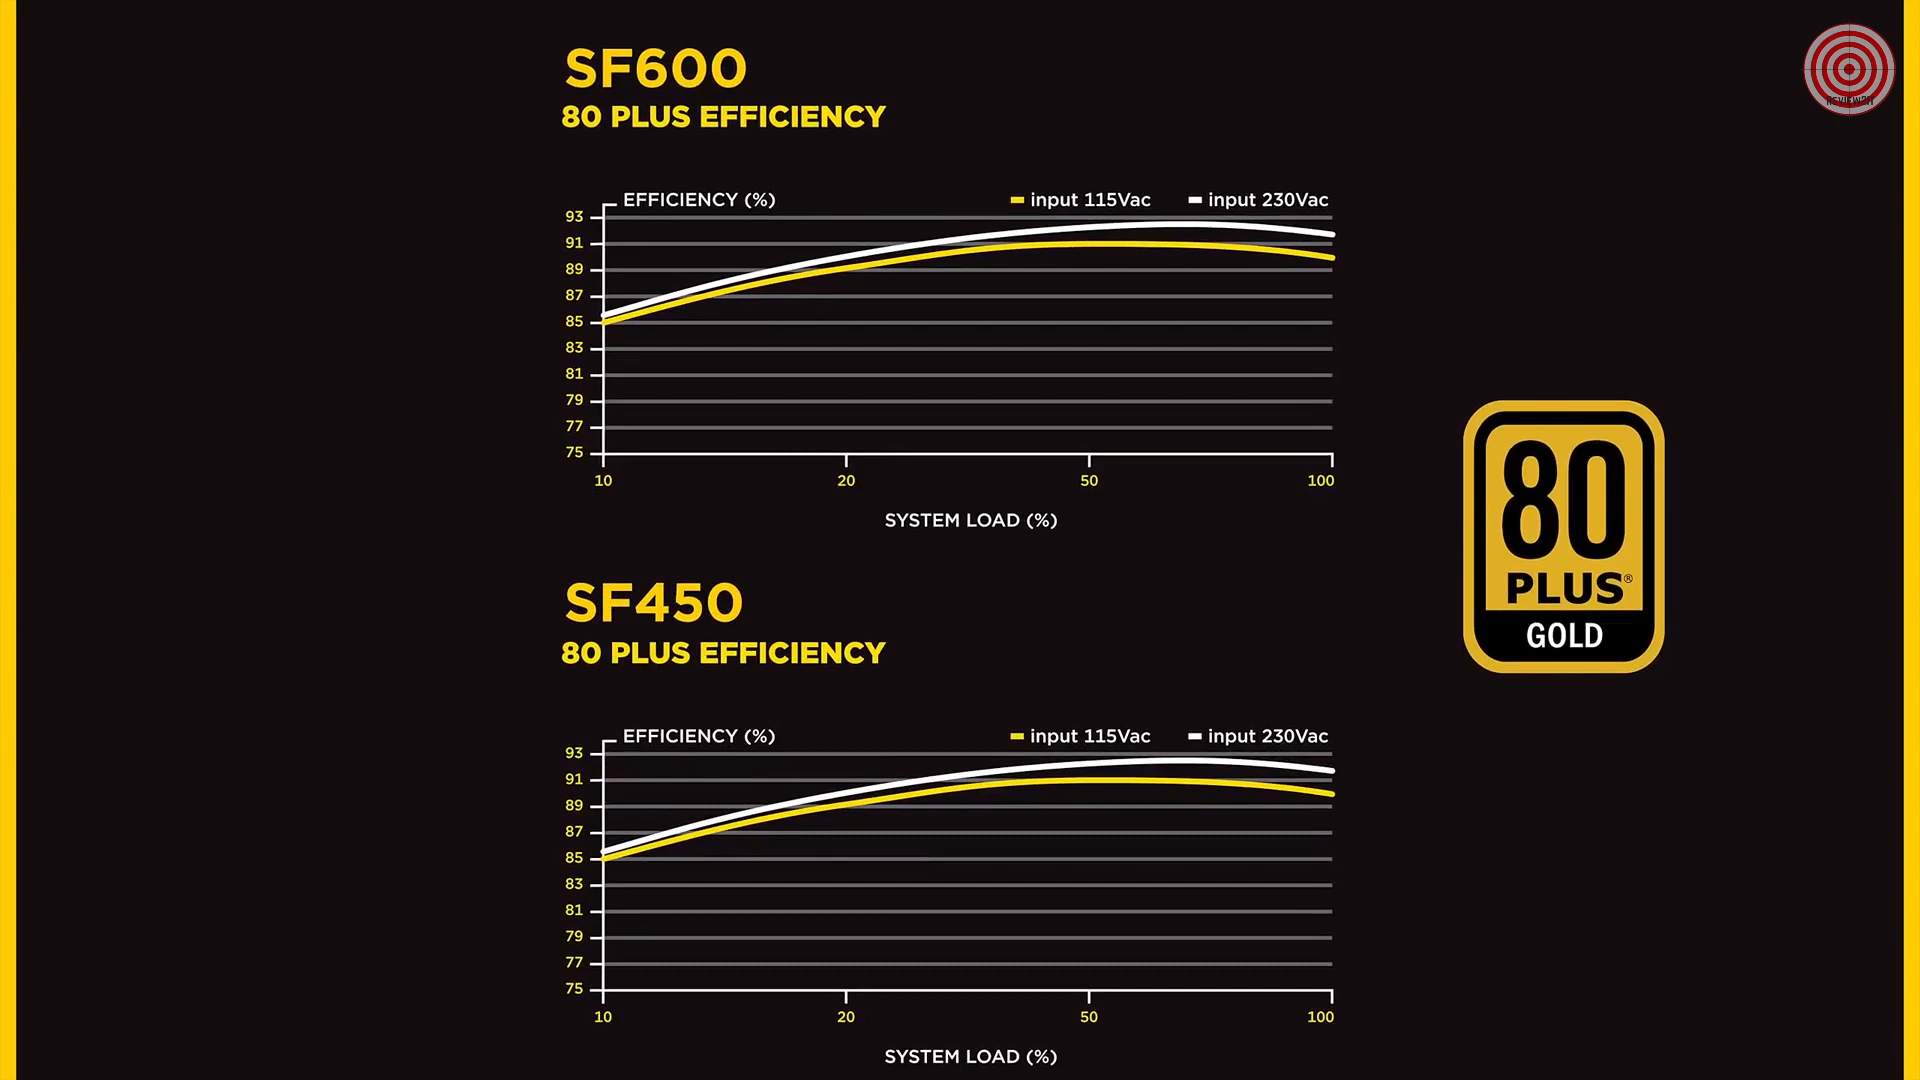 SF600
80 PLUS EFFICIENCY
EFFICIENCY (%)
input 115Vac
input 230Vac
93
91
89
87
85
83
81
79
77
75
10
20
50
100
SYSTEM LOAD (%)
80
PLUS®
GOLD
SF450
80 PLUS EFFICIENCY
EFFICIENCY (%)
input 115Vac
input 230Vac
93
91
89
87
85
83
81
79
77
75
10
20
50
100
SYSTEM LOAD (%)